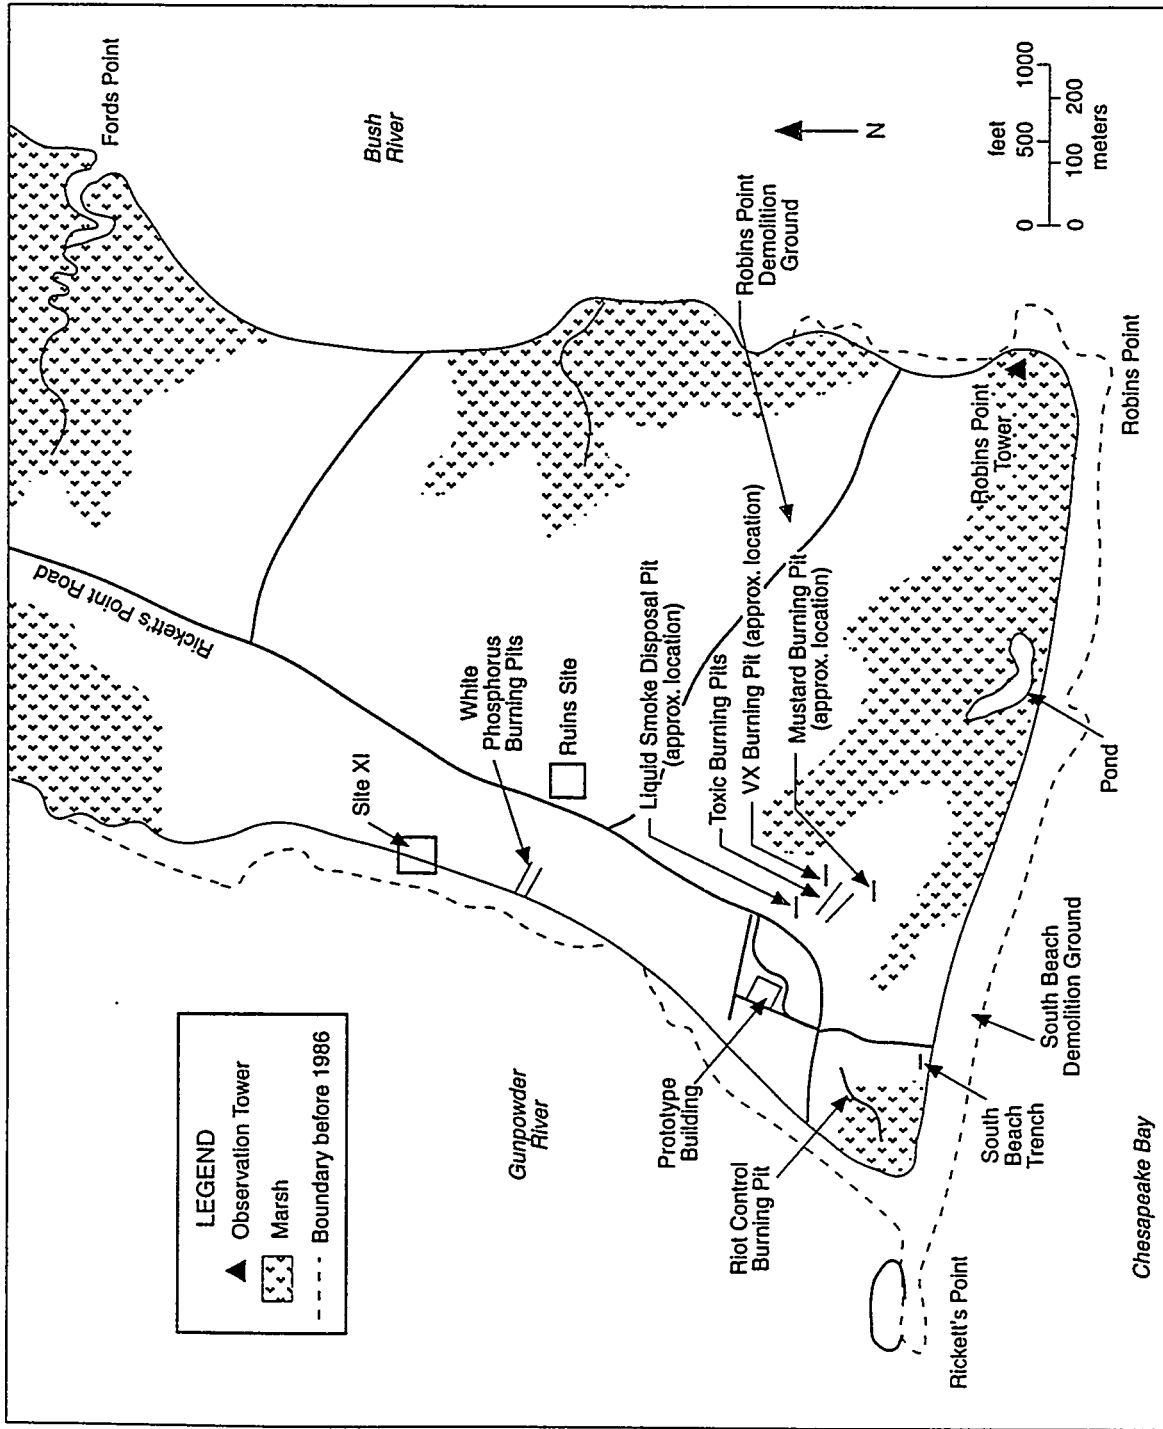 LEGEND
Observation Tower
Marsh
Boundary before 1986
Gunpowder
River
Site XI
White
Phosphorus
Burning Pits
Ruins Site
Rickett's Point Road
Fords Point
Bush
River
N
feet
0 500 1000
0 100 200
meters
Robins Point
Demolition
Ground
Liquid Smoke Disposal Pit
(approx. location)
Toxic Burning Pits
VX Burning Pit (approx. location)
Mustard Burning Pit
(approx. location)
Prototype
Building
Riot Control
Burning Pit
Rickett's Point
South
Beach
Trench
South Beach
Demolition Ground
Pond
Robins Point
Tower
Robins Point
Chesapeake Bay